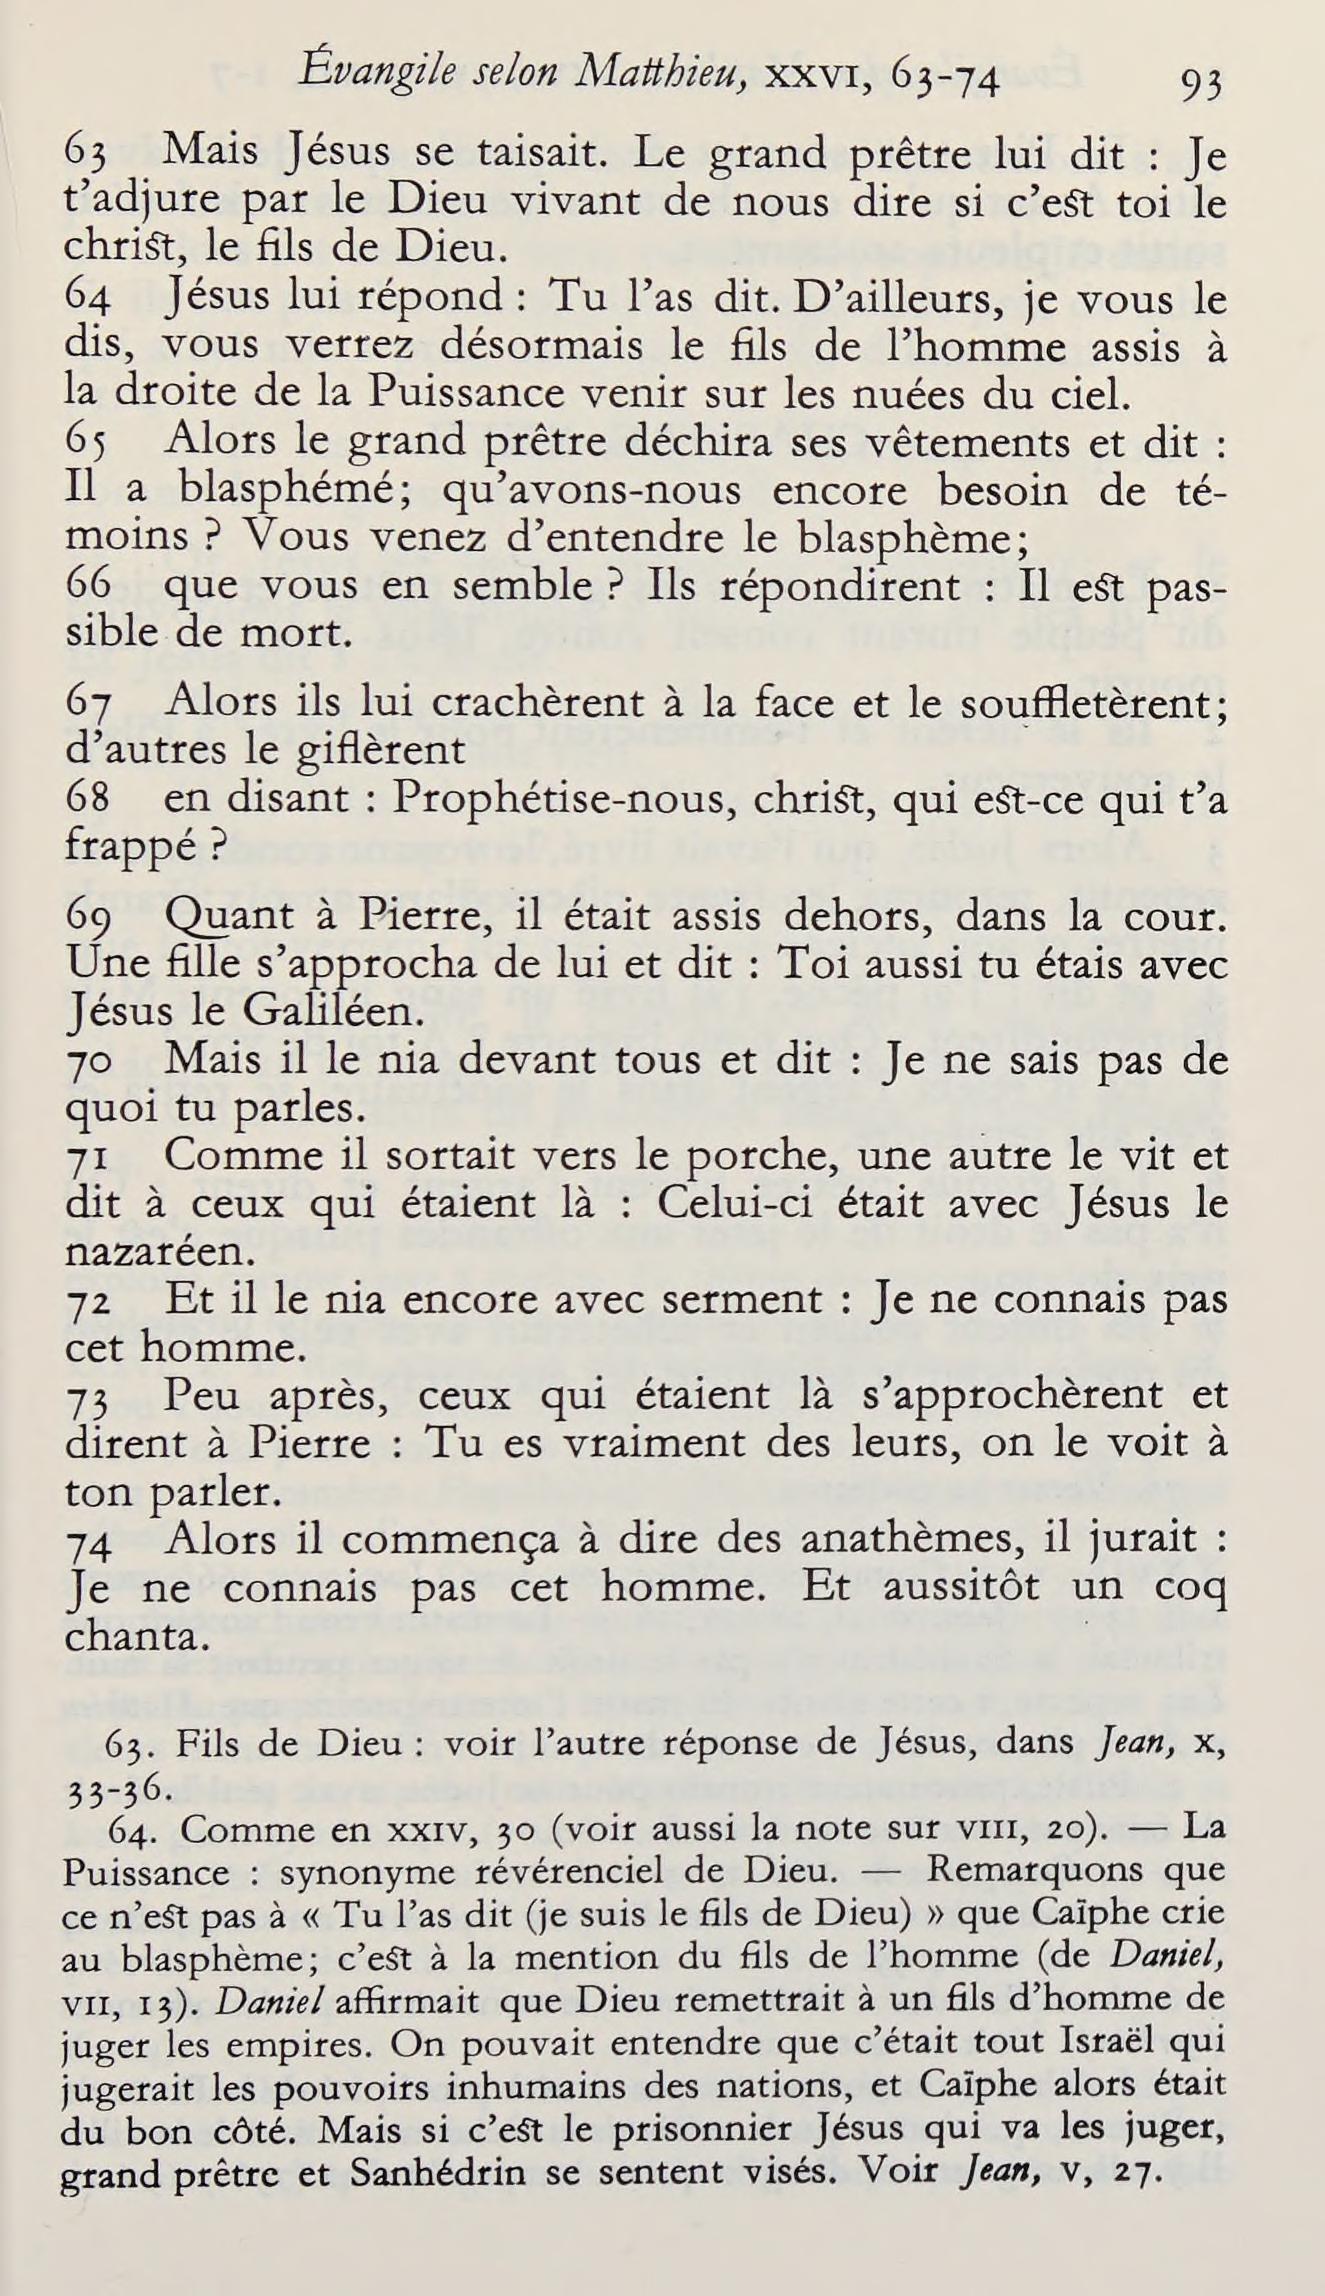 Évangile selon Matthieu, XXVI, 63-74 93
63 Mais Jésus se taisait. Le grand prêtre lui dit : Je
t'adjure par le Dieu vivant de nous dire si c'est toi le
christ, le fils de Dieu.
64 Jésus lui répond : Tu l'as dit. D'ailleurs, je vous le
dis, vous verrez désormais le fils de l'homme assis à
la droite de la Puissance venir sur les nuées du ciel.
65 Alors le grand prêtre déchira ses vêtements et dit :
Il a blasphémé; qu'avons-nous encore besoin de té-
moins ? Vous venez d'entendre le blasphème;
66 que vous en semble ? Ils répondirent : Il est pas-
sible de mort.
67 Alors ils lui crachèrent à la face et le souffletèrent;
d'autres le giflèrent
68 en disant : Prophétise-nous, christ, qui est-ce qui t'a
frappé ?
69 Quant à Pierre, il était assis dehors, dans la cour.
Une fille s'approcha de lui et dit : Toi aussi tu étais avec
Jésus le Galiléen.
70 Mais il le nia devant tous et dit : Je ne sais pas de
quoi tu parles.
71 Comme il sortait vers le porche, une autre le vit et
dit à ceux qui étaient là : Celui-ci était avec Jésus le
nazaréen.
72 Et il le nia encore avec serment : Je ne connais pas
cet homme.
73 Peu après, ceux qui étaient là s'approchèrent et
dirent à Pierre : Tu es vraiment des leurs, on le voit à
ton parler.
74 Alors il commença à dire des anathèmes, il jurait :
Je ne connais pas cet homme. Et aussitôt un coq
chanta.
63. Fils de Dieu : voir l'autre réponse de Jésus, dans Jean, X,
33-36.
64. Comme en XXIV, 30 (voir aussi la note sur VIII, 20). — La
Puissance : synonyme révérenciel de Dieu. — Remarquons que
ce n'est pas à « Tu l'as dit (je suis le fils de Dieu) » que Caïphe crie
au blasphème; c'est à la mention du fils de l'homme (de Daniel,
VII, 13). Daniel affirmait que Dieu remettrait à un fils d'homme de
juger les empires. On pouvait entendre que c'était tout Israël qui
jugerait les pouvoirs inhumains des nations, et Caïphe alors était
du bon côté. Mais si c'est le prisonnier Jésus qui va les juger,
grand prêtre et Sanhédrin se sentent visés. Voir Jean, V, 27.